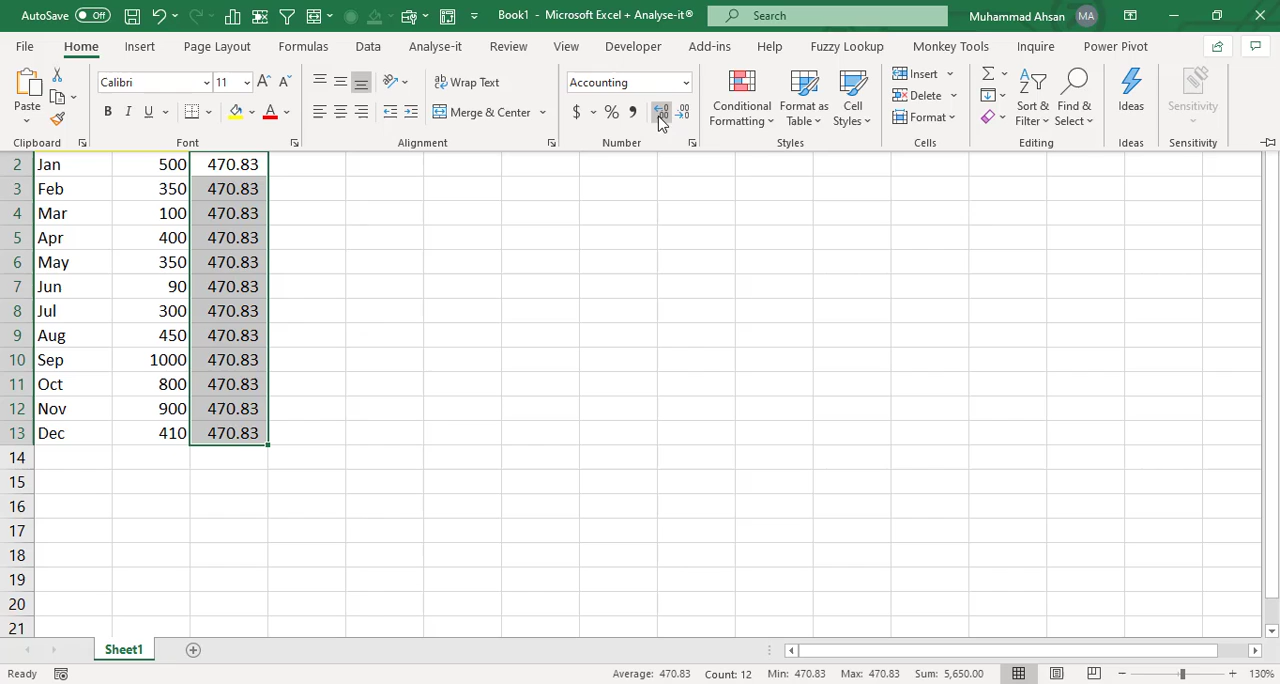 AutoSave Off Book1 - Microsoft Excel + Analyse-it® Search Muhammad Ahsan MA
File Home Insert Page Layout Formulas Data Analyse-it® Review View Developer Add-ins Help Fuzzy Lookup Monkey Tools Inquire Power Pivot
Paste
Calibri 11
B I U A
Wrap Text
Merge & Center
Accounting
$ % ,
Conditional Formatting
Format as Table
Cell Styles
Insert
Delete
Format
Sort & Filter
Find & Select
Ideas
Sensitivity
Clipboard Font Alignment Number Styles Cells Editing Ideas Sensitivity
2 Jan 500 470.83
3 Feb 350 470.83
4 Mar 100 470.83
5 Apr 400 470.83
6 May 350 470.83
7 Jun 90 470.83
8 Jul 300 470.83
9 Aug 450 470.83
10 Sep 1000 470.83
11 Oct 800 470.83
12 Nov 900 470.83
13 Dec 410 470.83
14
15
16
17
18
19
20
21
Sheet1
Ready Average: 470.83 Count: 12 Min: 470.83 Max: 470.83 Sum: 5,650.00 130%